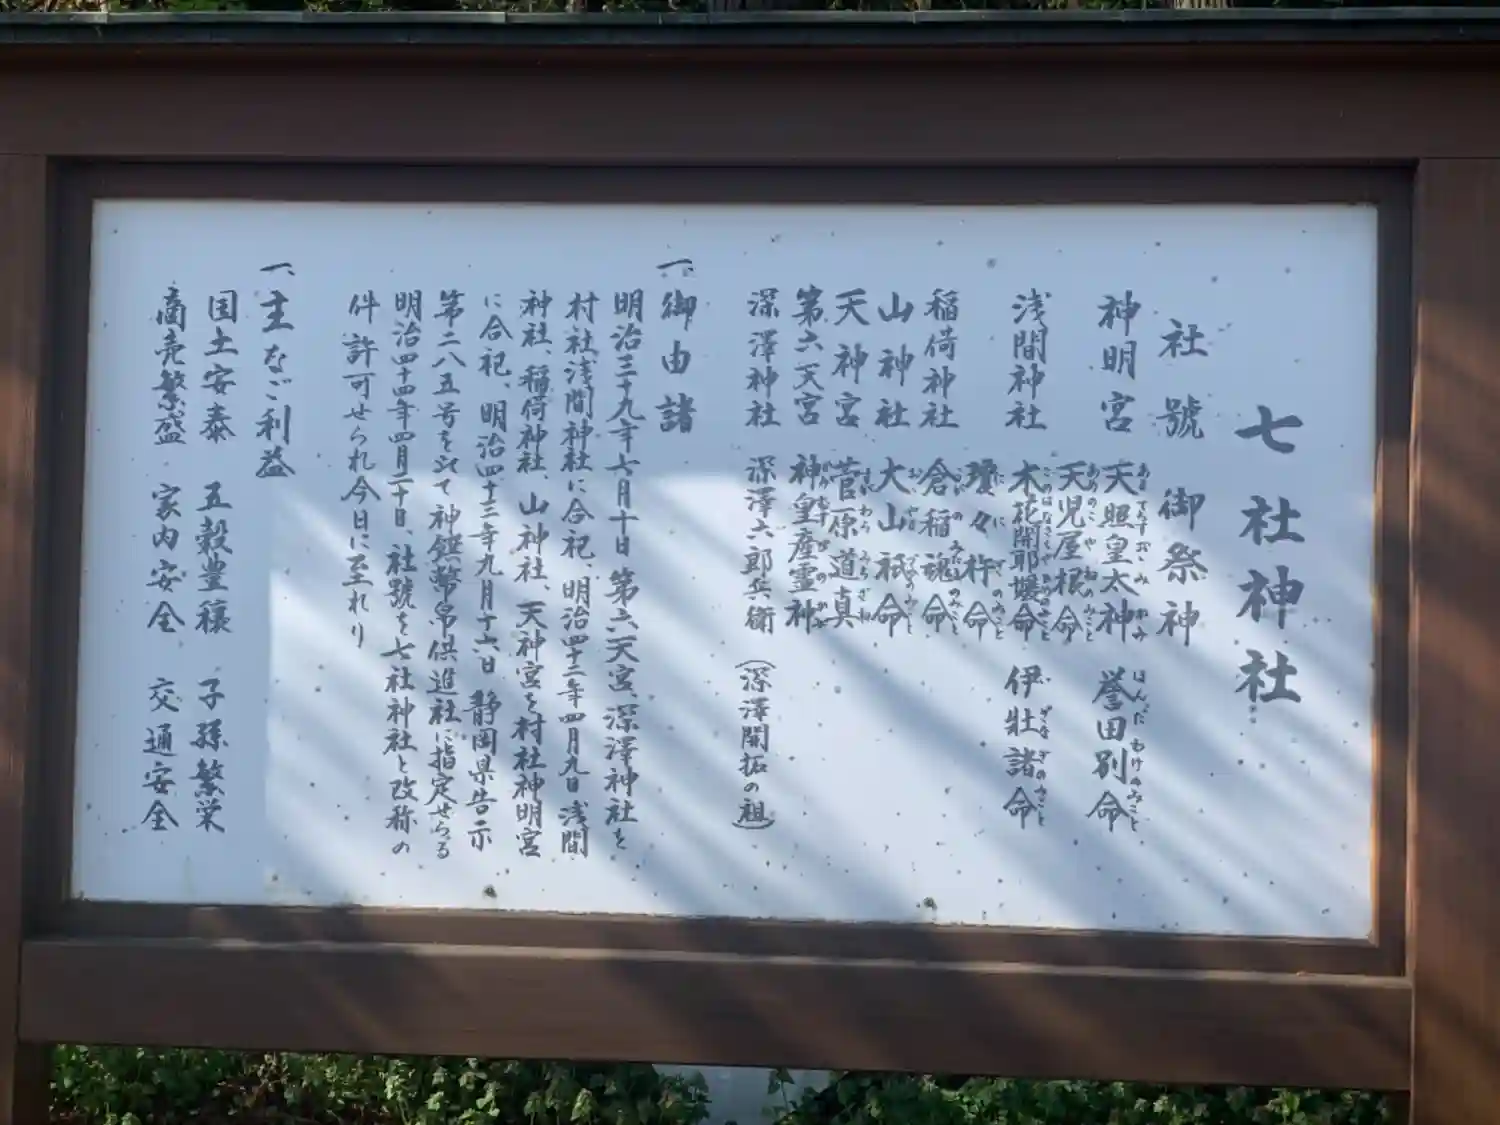 七社神社
社號 御祭神
神明宮 天照皇太神 誉田別命
天児屋根命
浅間神社 木花開耶媛命 伊壯諸命
瓊々杵命
稲荷神社 倉稲魂命
山神社 大山祇命
天神宮 菅原道真
第六天宮 神皇産霊神
深澤神社 深澤六郎兵衛 (深澤開拓の祖)
一、御由諸
明治三十九年六月十日 第六天宮、深澤神社を
村社浅間神社に合祀、明治四十二年四月九日浅間
神社、稲荷神社、山神社、天神宮を村社神明宮
に合祀、明治四十三年九月十六日 静岡県告示
第二八五号を以て神饌幣帛供進社に指定せらる
明治四十四年四月二十日、社號を七社神社と改称の
件許可せられ今日に至れり
一、主なご利益
国土安泰 五穀豊穣 子孫繁栄
商売繁盛 家内安全 交通安全